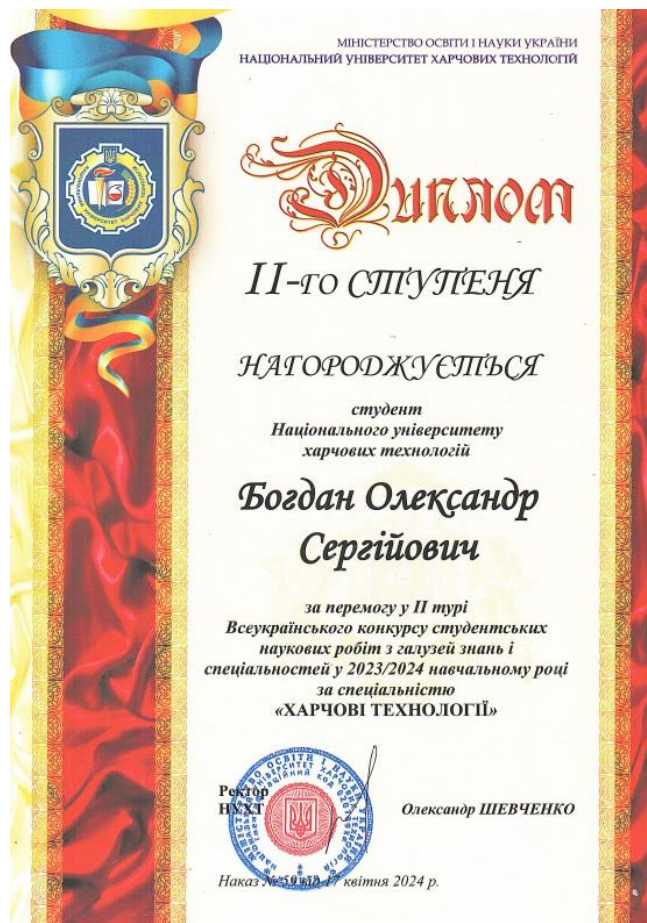 МІНІСТЕРСТВО ОСВІТИ І НАУКИ УКРАЇНИ
НАЦІОНАЛЬНИЙ УНІВЕРСИТЕТ ХАРЧОВИХ ТЕХНОЛОГІЙ
Диплом
ІІ-го СТУПЕНЯ
НАГОРОДЖУЄТЬСЯ
студент
Національного університету
харчових технологій
Богдан Олександр
Сергійович
за перемогу у ІІ турі
Всеукраїнського конкурсу студентських
наукових робіт з галузей знань і
спеціальностей у 2023/2024 навчальному році
за спеціальністю
«ХАРЧОВІ ТЕХНОЛОГІЇ»
Ректор
НУХТ
Олександр ШЕВЧЕНКО
Наказ № 59 від 17 квітня 2024 р.